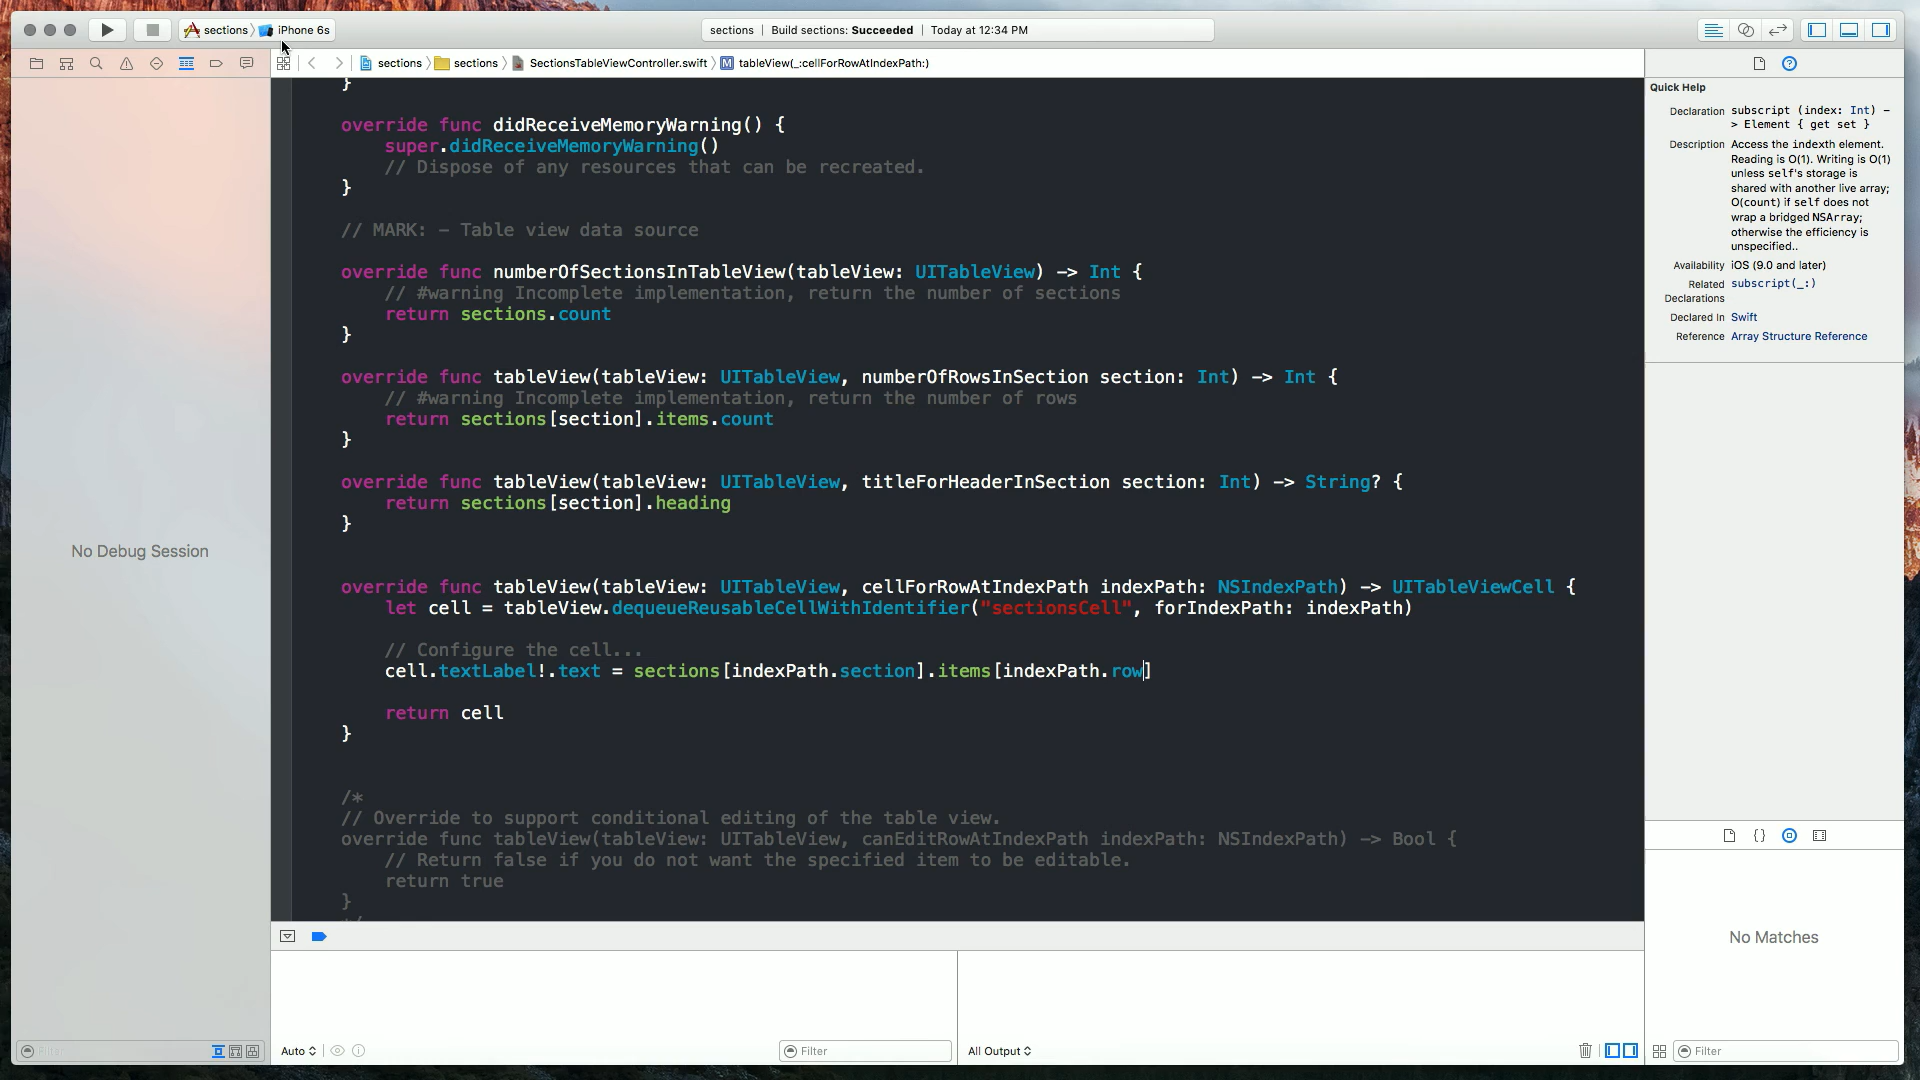 sections
iPhone 6s
sections | Build sections: Succeeded | Today at 12:34 PM
sections
sections
SectionsTableViewController.swift
M
tableView(_:cellForRowAtIndexPath:)
}
override func didReceiveMemoryWarning() {
super.didReceiveMemoryWarning()
// Dispose of any resources that can be recreated.
}
// MARK: - Table view data source
override func numberOfSectionsInTableView(tableView: UITableView) -> Int {
// #warning Incomplete implementation, return the number of sections
return sections.count
}
override func tableView(tableView: UITableView, numberOfRowsInSection section: Int) -> Int {
// #warning Incomplete implementation, return the number of rows
return sections[section].items.count
}
override func tableView(tableView: UITableView, titleForHeaderInSection section: Int) -> String? {
return sections[section].heading
}
override func tableView(tableView: UITableView, cellForRowAtIndexPath indexPath: NSIndexPath) -> UITableViewCell {
let cell = tableView.dequeueReusableCellWithIdentifier("sectionsCell", forIndexPath: indexPath)
// Configure the cell...
cell.textLabel!.text = sections[indexPath.section].items[indexPath.row]
return cell
}
/*
// Override to support conditional editing of the table view.
override func tableView(tableView: UITableView, canEditRowAtIndexPath indexPath: NSIndexPath) -> Bool {
// Return false if you do not want the specified item to be editable.
return true
}
No Debug Session
Filter
Auto
Filter
All Output
Quick Help
Declaration subscript (index: Int) -
> Element { get set }
Description Access the indexth element.
Reading is O(1). Writing is O(1)
unless self's storage is
shared with another live array;
O(count) if self does not
wrap a bridged NSArray;
otherwise the efficiency is
unspecified..
Availability iOS (9.0 and later)
Related subscript(_:)
Declarations
Declared In Swift
Reference Array Structure Reference
{}
No Matches
Filter